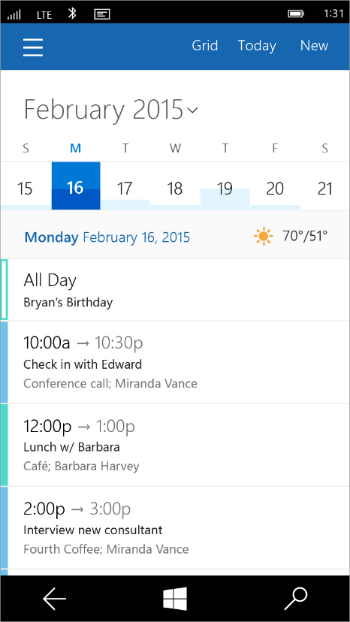 LTE 1:31
Grid Today New
February 2015
S M T W T F S
15 16 17 18 19 20 21
Monday February 16, 2015 70°/51°
All Day
Bryan's Birthday
10:00a → 10:30p
Check in with Edward
Conference call; Miranda Vance
12:00p → 1:00p
Lunch w/ Barbara
Café; Barbara Harvey
2:00p → 3:00p
Interview new consultant
Fourth Coffee; Miranda Vance